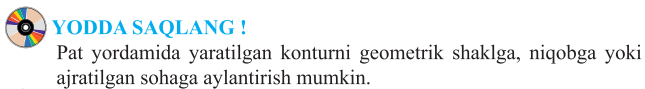 YODDA SAQLANG !
Pat yordamida yaratilgan konturni geometrik shaklga, niqobga yoki
ajratilgan sohaga aylantirish mumkin.